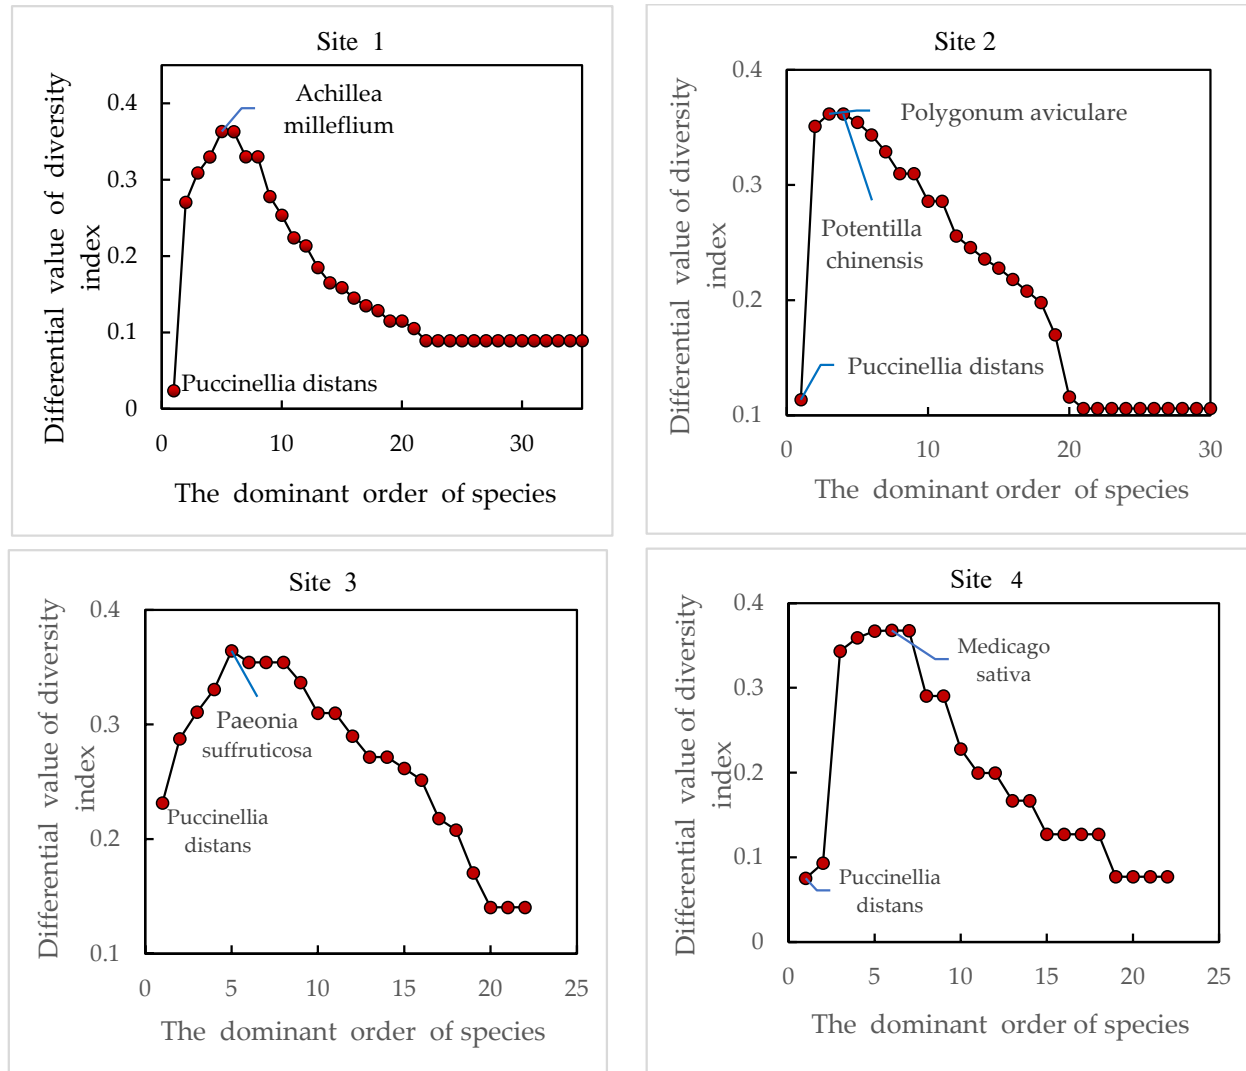 Site 1
Differential value of diversity
index
0.4
0.3
0.2
0.1
0
Achillea
milleflium
Puccinellia distans
0
10
20
30
The dominant order of species
Site 2
Differential value of diversity
index
0.4
0.3
0.2
0.1
Polygonum aviculare
Potentilla
chinensis
Puccinellia distans
0
10
20
30
The dominant order of species
Site 3
Differential value of diversity
index
0.4
0.3
0.2
0.1
Paeonia
suffruticosa
Puccinellia
distans
0
5
10
15
20
25
The dominant order of species
Site 4
Differential value of diversity
index
0.4
0.3
0.2
0.1
0
Medicago
sativa
Puccinellia
distans
0
5
10
15
20
25
The dominant order of species